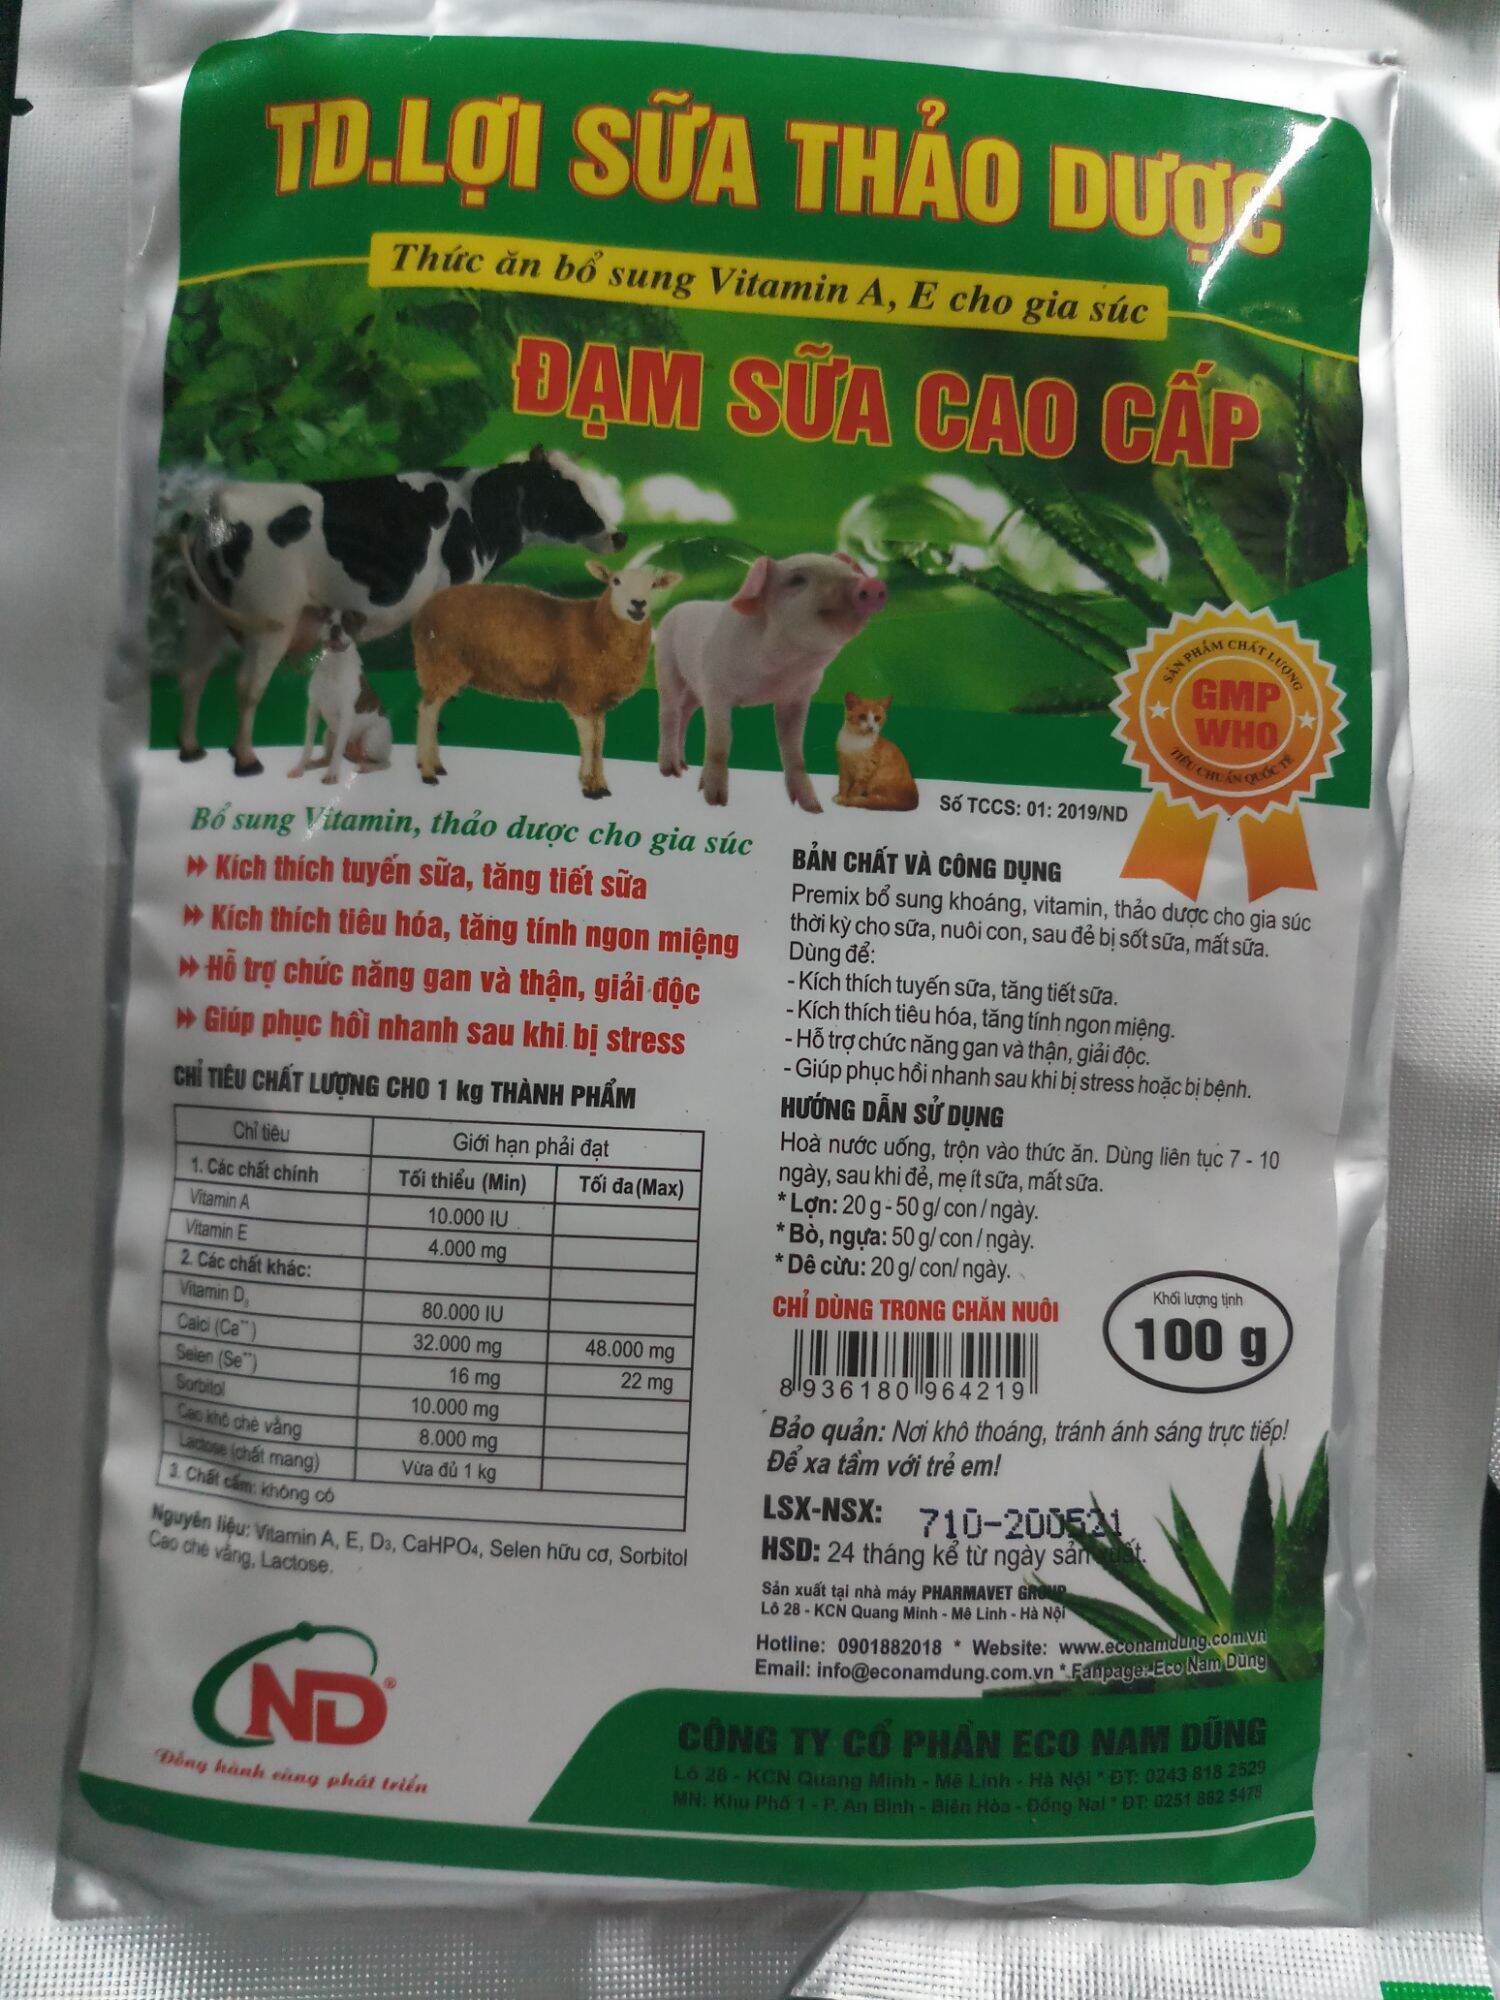 TD.LỢI SỮA THẢO DƯỢC
Thức ăn bổ sung Vitamin A, E cho gia súc
ĐẠM SỮA CAO CẤP
SẢN PHẨM CHẤT LƯỢNG
GMP
WHO
TIÊU CHUẨN QUỐC TẾ
Số TCCS: 01: 2019/ND
Bổ sung Vitamin, thảo dược cho gia súc
Kích thích tuyến sữa, tăng tiết sữa
Kích thích tiêu hóa, tăng tính ngon miệng
Hỗ trợ chức năng gan và thận, giải độc
Giúp phục hồi nhanh sau khi bị stress
CHỈ TIÊU CHẤT LƯỢNG CHO 1 kg THÀNH PHẨM
Chỉ tiêu Giới hạn phải đạt
1. Các chất chính Tối thiểu (Min) Tối đa (Max)
Vitamin A 10.000 IU
Vitamin E 4.000 mg
2. Các chất khác:
Vitamin D3 80.000 IU
Calci (Ca++) 32.000 mg 48.000 mg
Selen (Se++) 16 mg 22 mg
Sorbitol 10.000 mg
Cao khô chè vằng 8.000 mg
Lactose (chất mang) Vừa đủ 1 kg
3. Chất cấm: không có
Nguyên liệu: Vitamin A, E, D3, CaHPO4, Selen hữu cơ, Sorbitol
Cao chè vằng, Lactose.
BẢN CHẤT VÀ CÔNG DỤNG
Premix bổ sung khoáng, vitamin, thảo dược cho gia súc
thời kỳ cho sữa, nuôi con, sau đẻ bị sốt sữa, mất sữa.
Dùng để:
- Kích thích tuyến sữa, tăng tiết sữa.
- Kích thích tiêu hóa, tăng tính ngon miệng.
- Hỗ trợ chức năng gan và thận, giải độc.
- Giúp phục hồi nhanh sau khi bị stress hoặc bị bệnh.
HƯỚNG DẪN SỬ DỤNG
Hoà nước uống, trộn vào thức ăn. Dùng liên tục 7 - 10
ngày, sau khi đẻ, mẹ ít sữa, mất sữa.
* Lợn: 20 g - 50 g/ con / ngày.
* Bò, ngựa: 50 g/ con / ngày.
* Dê cừu: 20 g/ con/ ngày.
CHỈ DÙNG TRONG CHĂN NUÔI
Khối lượng tịnh
100 g
8 936180 964219
Bảo quản: Nơi khô thoáng, tránh ánh sáng trực tiếp!
Để xa tầm với trẻ em!
LSX-NSX: 710-200521
HSD: 24 tháng kể từ ngày sản xuất.
Sản xuất tại nhà máy PHARMAVET GROUP
Lô 28 - KCN Quang Minh - Mê Linh - Hà Nội
Hotline: 0901882018 * Website: www.econamdung.com.vn
Email: info@econamdung.com.vn * Fanpage: Eco Nam Dũng
ND®
Đồng hành cùng phát triển
CÔNG TY CỔ PHẦN ECO NAM DŨNG
Lô 28 - KCN Quang Minh - Mê Linh - Hà Nội * ĐT: 0243 818 2529
MN: Khu Phố 1 - P. An Bình - Biên Hòa - Đồng Nai * ĐT: 0251 882 5478